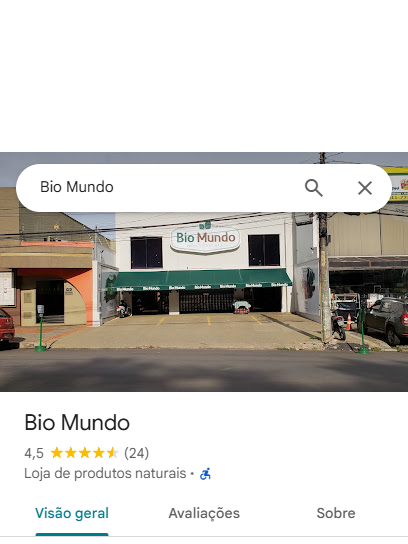 Bio Mundo
Bio Mundo
Bio Mundo
4,5 (24)
Loja de produtos naturais •
Visão geral
Avaliações
Sobre